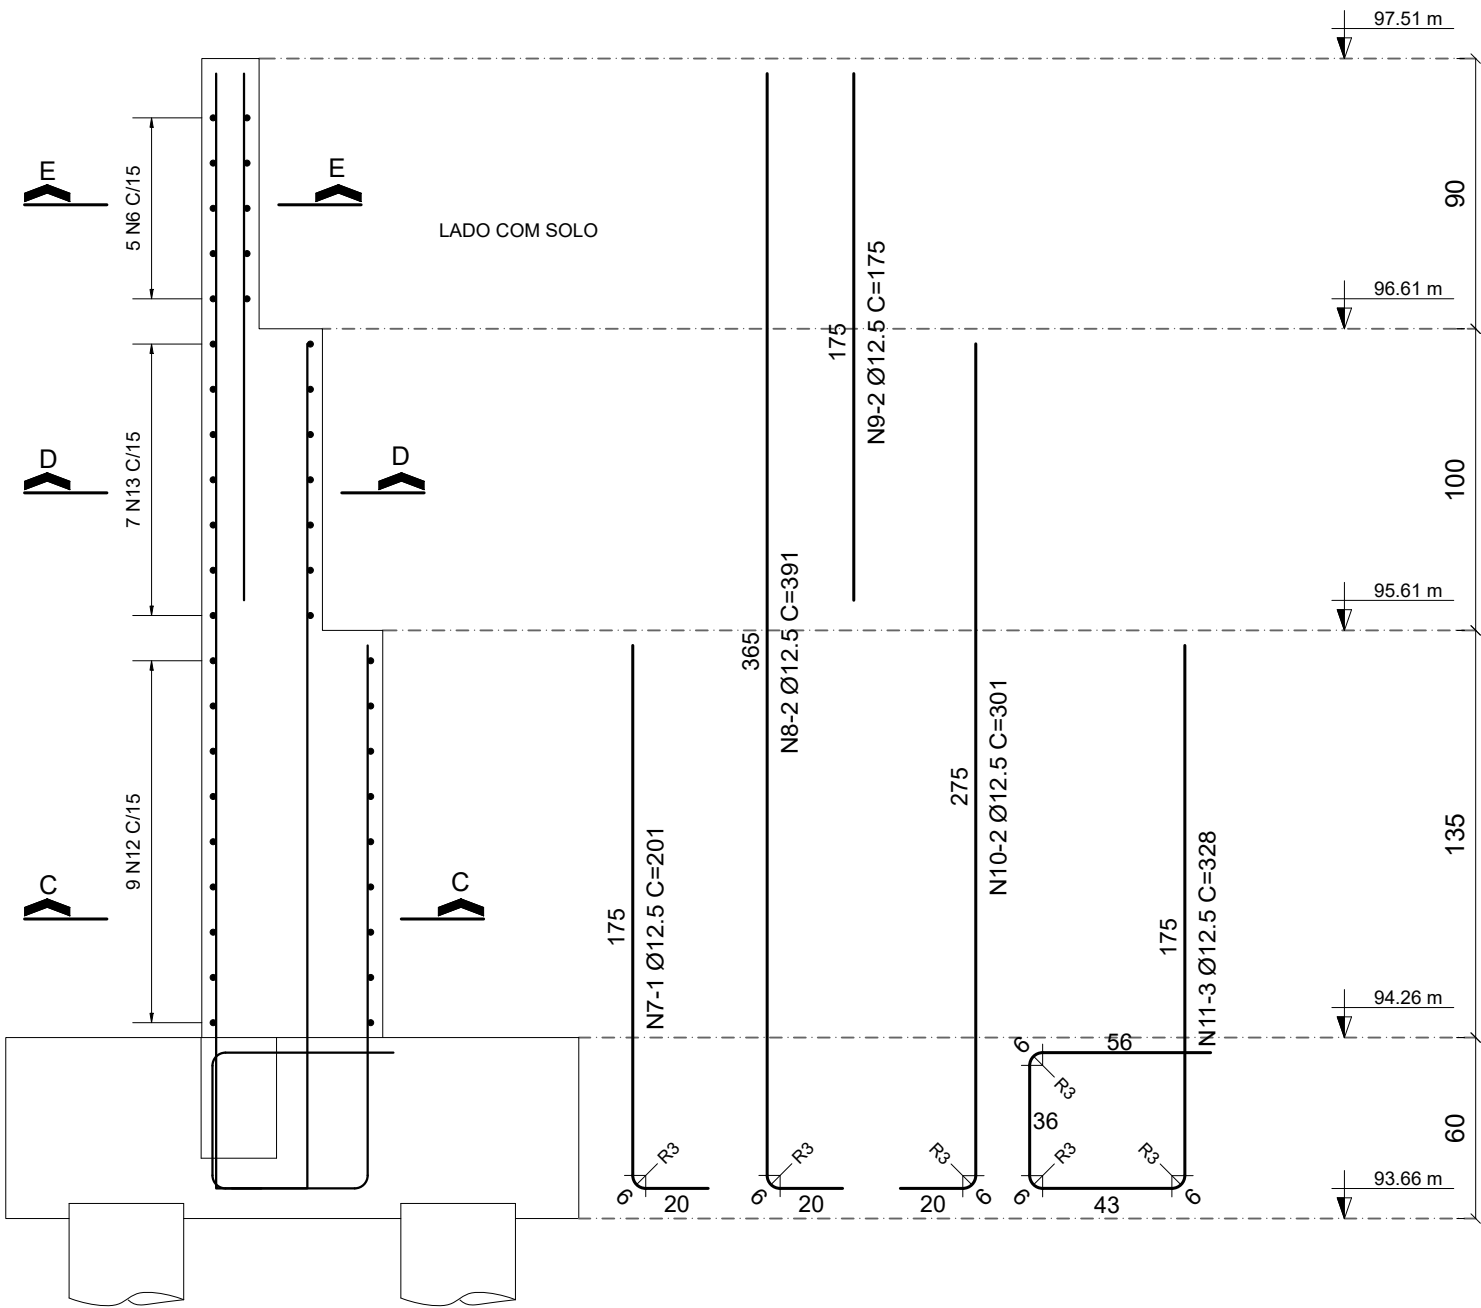 97.51 m
E
E
5 N6 C/15
LADO COM SOLO
90
96.61 m
175
N9-2 Ø12.5 C=175
D
D
7 N13 C/15
100
95.61 m
365
N8-2 Ø12.5 C=391
275
N10-2 Ø12.5 C=301
9 N12 C/15
135
C
C
175
N7-1 Ø12.5 C=201
175
N11-3 Ø12.5 C=328
94.26 m
6
56
R3
36
60
R3
R3
R3
R3
R3
93.66 m
6
20
6
20
20
6
6
43
6